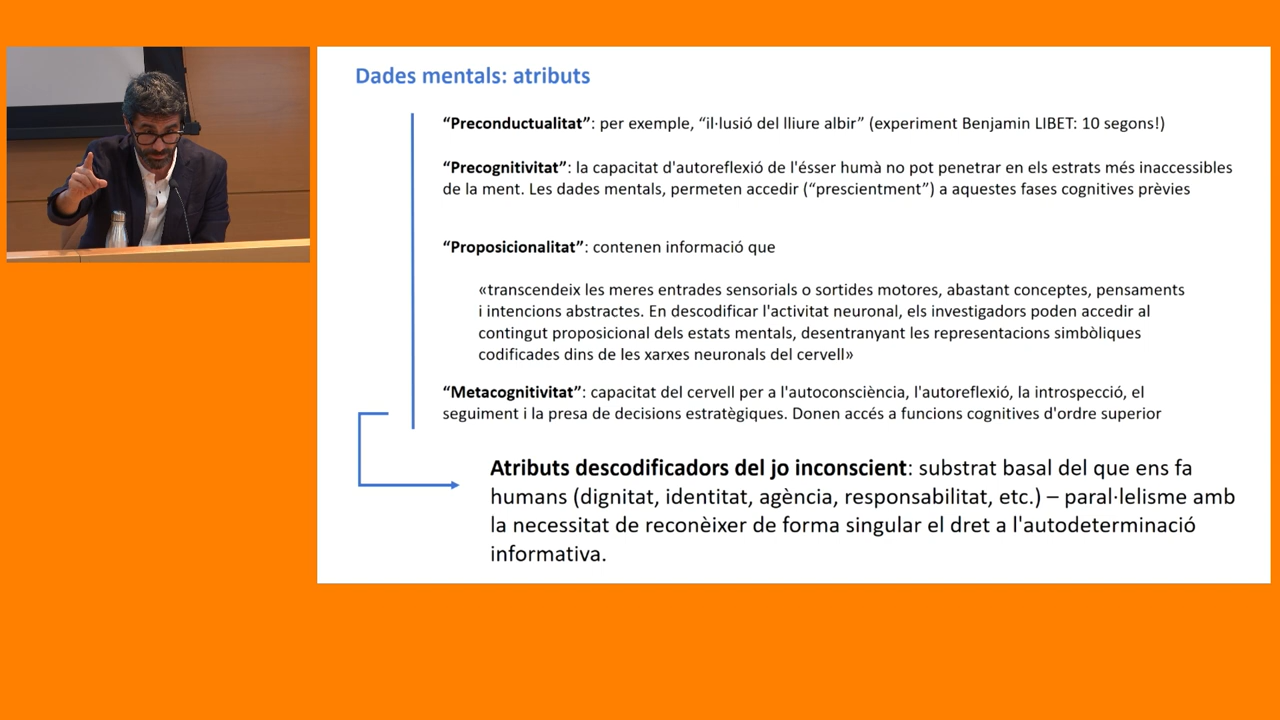 Dades mentals: atributs
“Preconductualitat”: per exemple, “il·lusió del lliure albir” (experiment Benjamin LIBET: 10 segons!)
“Precognitivitat”: la capacitat d'autoreflexió de l'ésser humà no pot penetrar en els estrats més inaccessibles
de la ment. Les dades mentals, permeten accedir (“prescientment”) a aquestes fases cognitives prèvies
“Proposicionalitat”: contenen informació que
«transcendeix les meres entrades sensorials o sortides motores, abastant conceptes, pensaments
i intencions abstractes. En descodificar l'activitat neuronal, els investigadors poden accedir al
contingut proposicional dels estats mentals, desentranyant les representacions simbòliques
codificades dins de les xarxes neuronals del cervell»
“Metacognitivitat”: capacitat del cervell per a l'autoconsciència, l'autoreflexió, la introspecció, el
seguiment i la presa de decisions estratègiques. Donen accés a funcions cognitives d'ordre superior
Atributs descodificadors del jo inconscient: substrat basal del que ens fa
humans (dignitat, identitat, agència, responsabilitat, etc.) – paral·lelisme amb
la necessitat de reconèixer de forma singular el dret a l'autodeterminació
informativa.